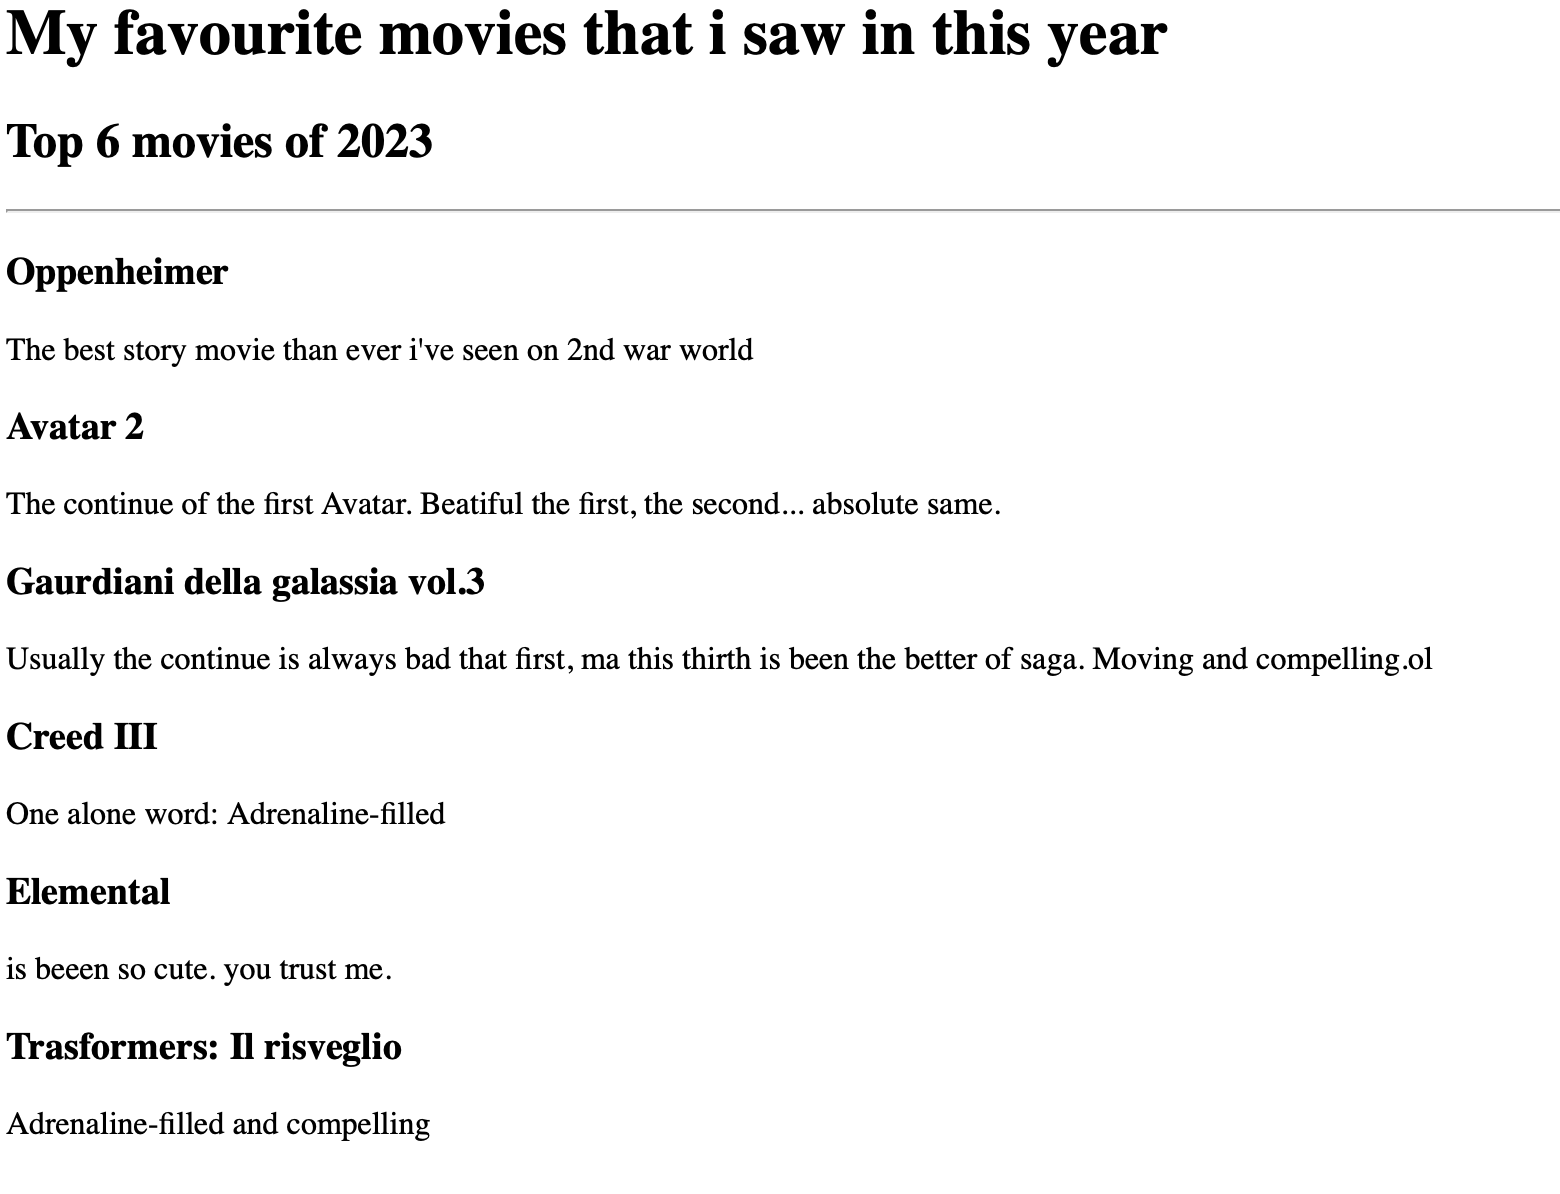 My favourite movies that i saw in this year
Top 6 movies of 2023
Oppenheimer
The best story movie than ever i've seen on 2nd war world
Avatar 2
The continue of the first Avatar. Beatiful the first, the second... absolute same.
Gaurdiani della galassia vol.3
Usually the continue is always bad that first, ma this thirth is been the better of saga. Moving and compelling.ol
Creed III
One alone word: Adrenaline-filled
Elemental
is beeen so cute. you trust me.
Trasformers: Il risveglio
Adrenaline-filled and compelling